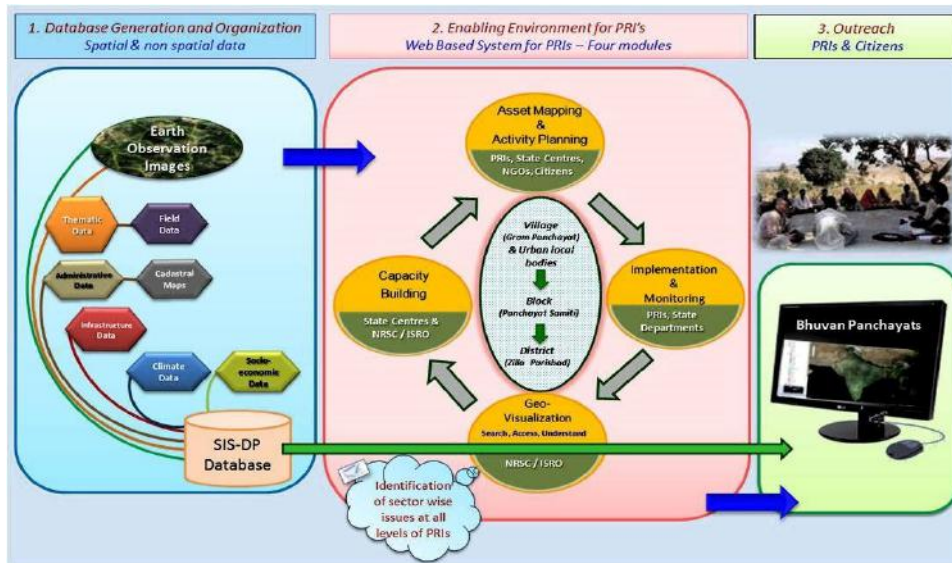 1. Database Generation and Organization
Spatial & non spatial data
2. Enabling Environment for PRI's
Web Based System for PRIs – Four modules
3. Outreach
PRIs & Citizens
Earth
Observation
Images
Thematic
Data
Field
Data
Administrative
Data
Cadastral
Maps
Infrastructure
Data
Climate
Data
Socio-
economic
Data
SIS-DP
Database
Asset Mapping
&
Activity Planning
PRIs, State Centres,
NGOs, Citizens
Capacity
Building
State Centres &
NRSC / ISRO
Village
(Gram Panchayat)
& Urban local
bodies
Block
(Panchayat Samiti)
District
(Zilla Parishad)
Implementation
&
Monitoring
PRIs, State
Departments
Geo-
Visualization
Search, Access, Understand
NRSC / ISRO
Identification
of sector wise
issues at all
levels of PRIs
Bhuvan Panchayats